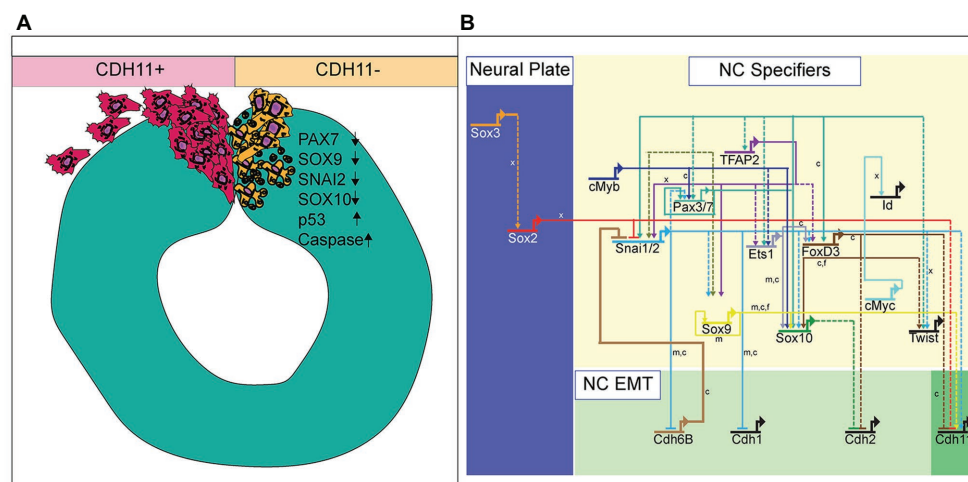 A
CDH11+
CDH11-
PAX7
SOX9
SNAI2
SOX10
p53
Caspase
B
Neural Plate
NC Specifiers
Sox3
x
TFAP2
c
cMyb
c
x
x
Id
Pax3/7
x
Sox2
c
Snai1/2
Ets1
FoxD3
c
m,c
c,f
x
cMyc
m,c,f
Sox9
m
Sox10
Twist
m,c
m,c
NC EMT
c
c
Cdh6B
Cdh1
Cdh2
Cdh11